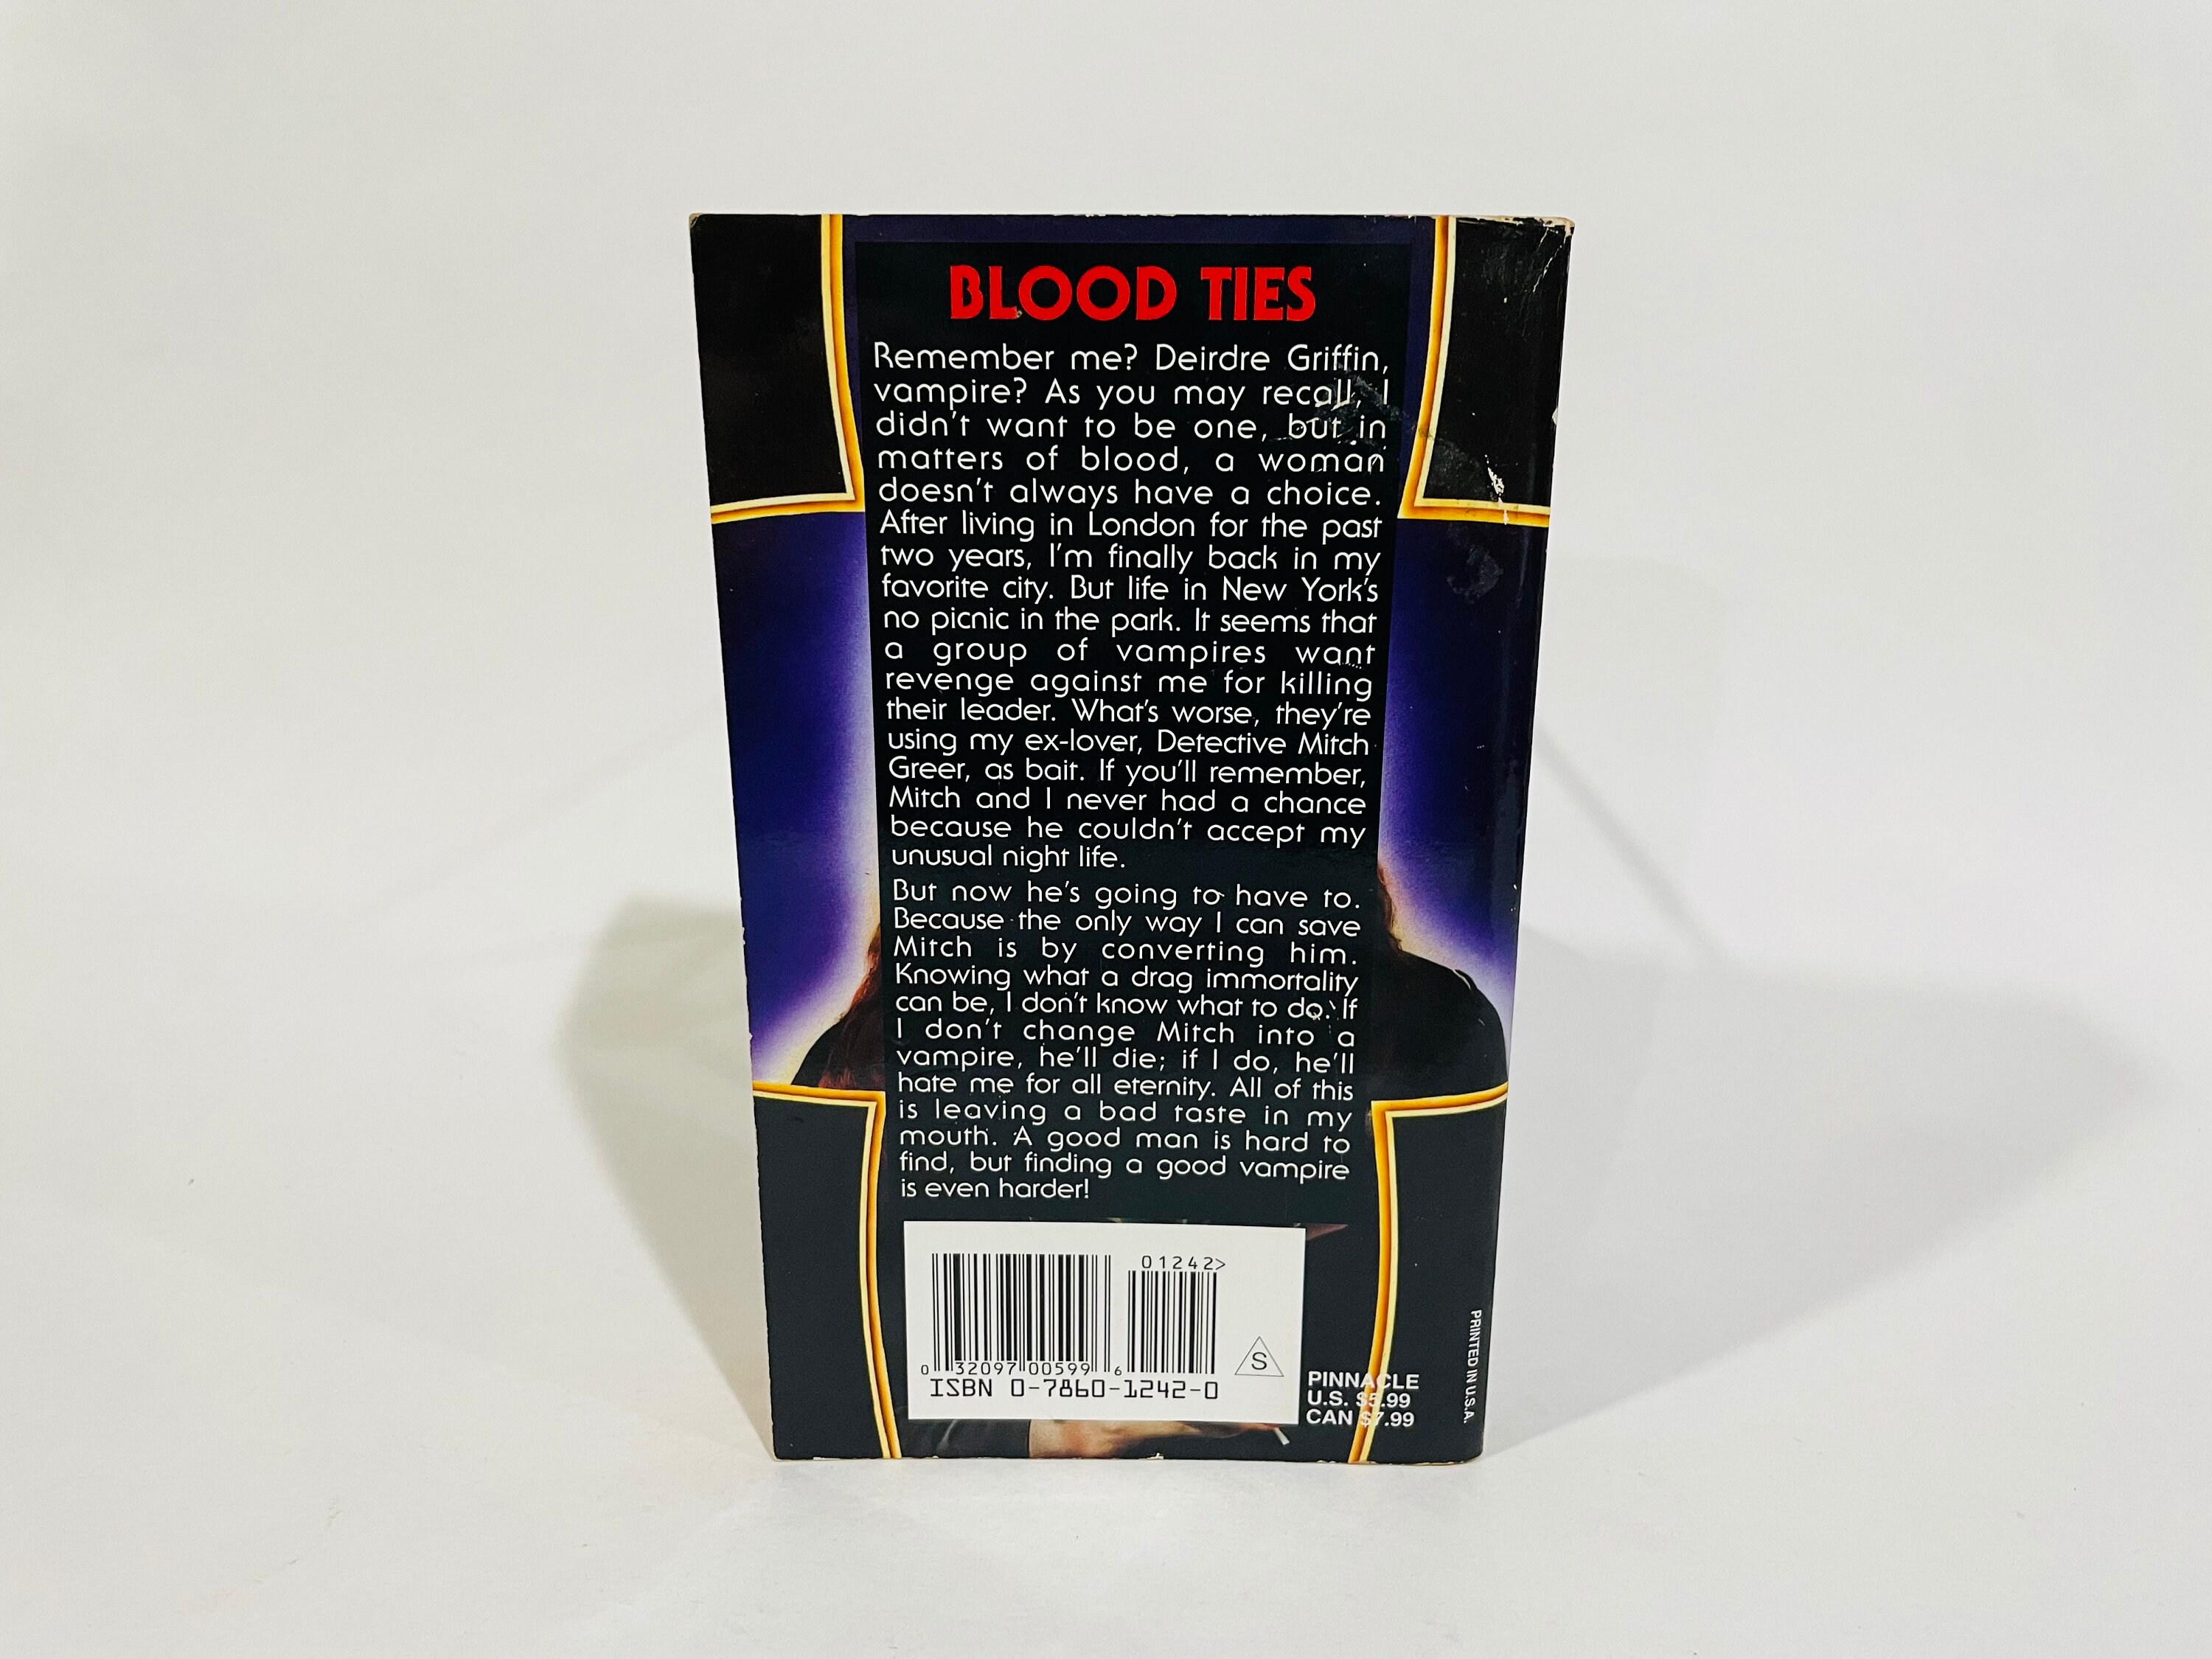 BLOOD TIES
Remember me? Deirdre Griffin,
vampire? As you may recall, I
didn't want to be one, but in
matters of blood, a woman
doesn't always have a choice.
After living in London for the past
two years, I'm finally back in my
favorite city. But life in New York's
no picnic in the park. It seems that
a group of vampires want
revenge against me for killing
their leader. What's worse, they're
using my ex-lover, Detective Mitch
Greer, as bait. If you'll remember,
Mitch and I never had a chance
because he couldn't accept my
unusual night life.
But now he's going to have to.
Because the only way I can save
Mitch is by converting him.
Knowing what a drag immortality
can be, I don't know what to do. If
I don't change Mitch into a
vampire, he'll die; if I do, he'll
hate me for all eternity. All of this
is leaving a bad taste in my
mouth. A good man is hard to
find, but finding a good vampire
is even harder!
01242>
0 32097 00599 6
S
ISBN 0-7860-1242-0
PINNACLE
U.S. $5.99
CAN $7.99
PRINTED IN U.S.A.